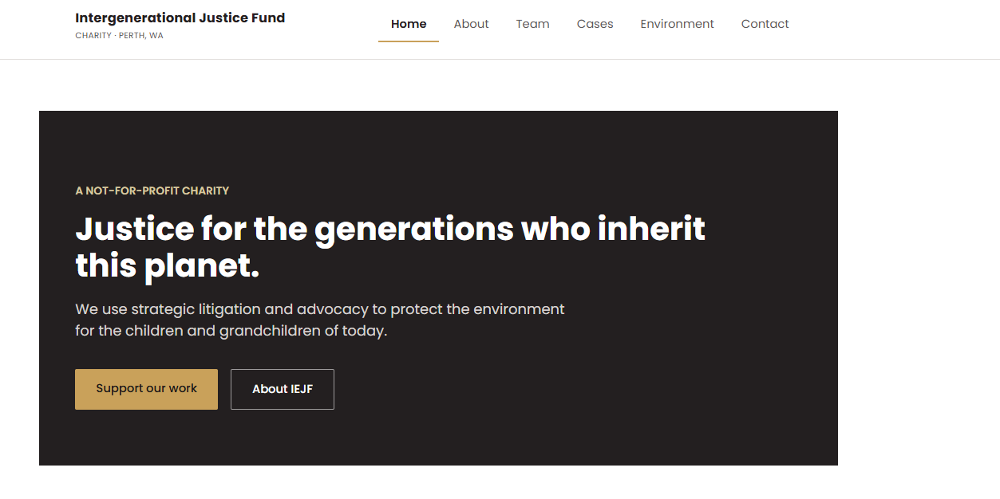 Intergenerational Justice Fund
CHARITY · PERTH, WA
Home About Team Cases Environment Contact
A NOT-FOR-PROFIT CHARITY
Justice for the generations who inherit
this planet.
We use strategic litigation and advocacy to protect the environment
for the children and grandchildren of today.
Support our work
About IEJF